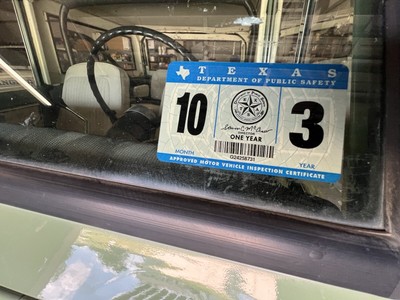 TEXAS
DEPARTMENT OF PUBLIC SAFETY
10
3
ONE YEAR
MONTH
YEAR
APPROVED MOTOR VEHICLE INSPECTION CERTIFICATE